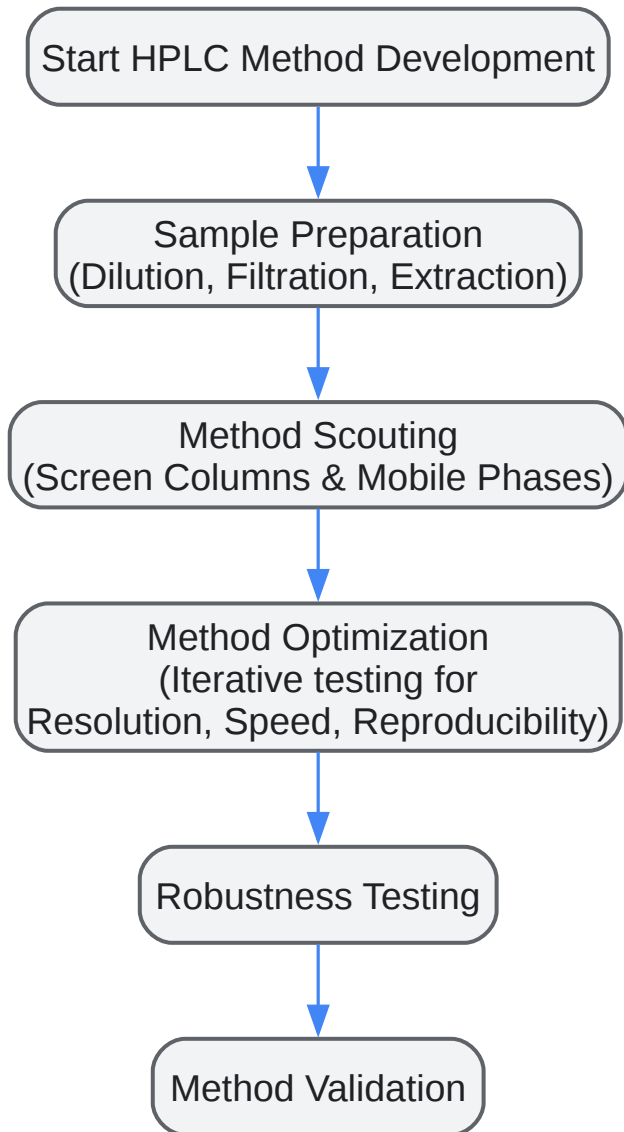 Start HPLC Method Development
Sample Preparation
(Dilution, Filtration, Extraction)
Method Scouting
(Screen Columns & Mobile Phases)
Method Optimization
(Iterative testing for
Resolution, Speed, Reproducibility)
Robustness Testing
Method Validation